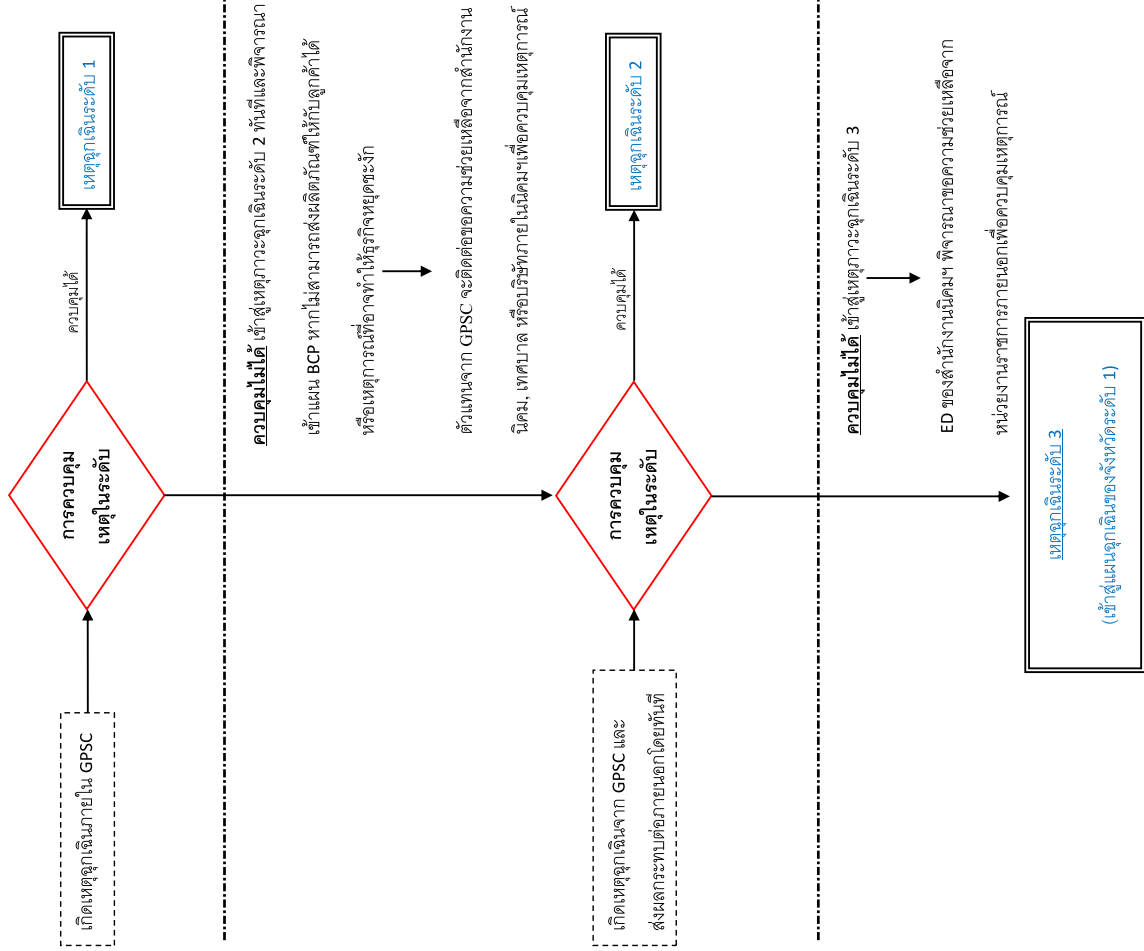 เกิดเหตุฉุกเฉินภายใน GPSC
การควบคุม
เหตุในระดับ
ควบคุมได้
เหตุฉุกเฉินระดับ 1
ควบคุมไม่ได้ เข้าสู่เหตุภาวะฉุกเฉินระดับ 2 ทันทีและพิจารณา
เข้าแผน BCP หากไม่สามารถส่งผลิตภัณฑ์ให้กับลูกค้าได้
หรือเหตุการณ์ที่อาจทำให้ธุรกิจหยุดชะงัก
ตัวแทนจาก GPSC จะติดต่อขอความช่วยเหลือจากสำนักงาน
นิคม, เทศบาล หรือบริษัทภายในนิคมฯเพื่อควบคุมเหตุการณ์
เกิดเหตุฉุกเฉินจาก GPSC และ
ส่งผลกระทบต่อภายนอกโดยทันที
การควบคุม
เหตุในระดับ
ควบคุมได้
เหตุฉุกเฉินระดับ 2
ควบคุมไม่ได้ เข้าสู่เหตุภาวะฉุกเฉินระดับ 3
ED ของสำนักงานนิคมฯ พิจารณาขอความช่วยเหลือจาก
หน่วยงานราชการภายนอกเพื่อควบคุมเหตุการณ์
เหตุฉุกเฉินระดับ 3
(เข้าสู่แผนฉุกเฉินของจังหวัดระดับ 1)